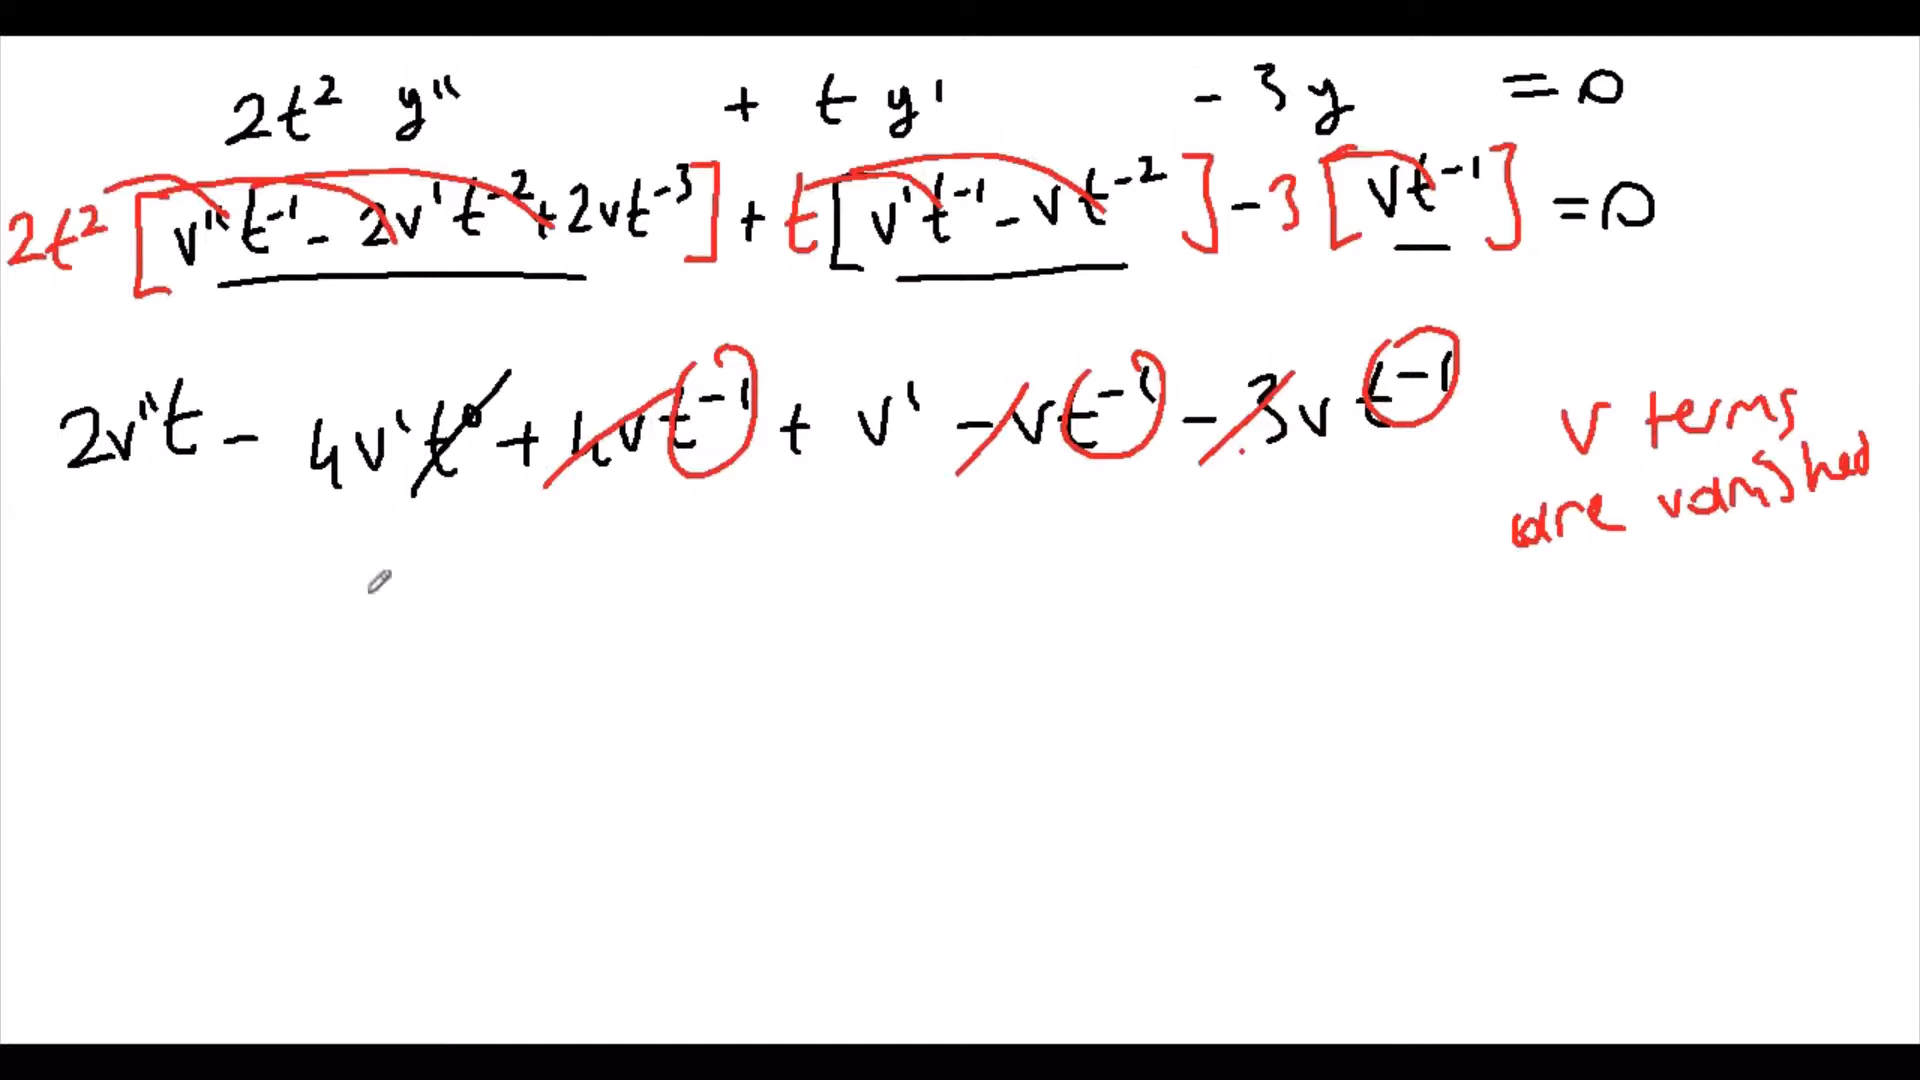 2t² y'' + t y' - 3y = 0
2t² [v''t⁻¹ - 2v't⁻² + 2vt⁻³] + t[v't⁻¹ - vt⁻²] - 3[vt⁻¹] = 0
2v''t - 4v't⁰ + 4vt⁻¹ + v' - vt⁻¹ - 3vt⁻¹
v terms
are vanished